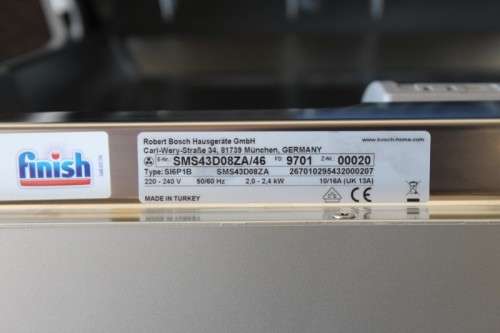 Robert Bosch Hausgeräte GmbH
www.bosch-home.com
Carl-Wery-Straße 34, 81739 München, GERMANY
E-Nr. SMS43D08ZA/46 FD 9701 Z-Nr. 00020
Type: SI6P1B SMS43D08ZA 267010295432000207
220 - 240 V 50/60 Hz 2,0 - 2,4 kW 10/16A (UK 13A)
MADE IN TURKEY
CE
finish